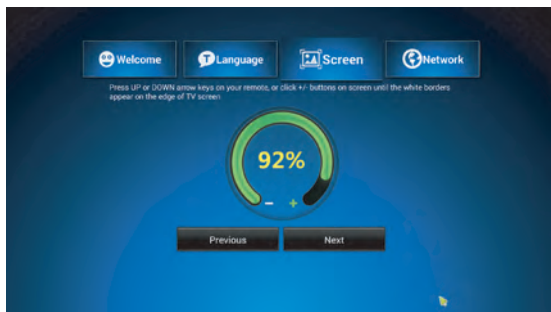 Welcome
Language
Screen
Network
Press UP or DOWN arrow keys on your remote, or click +/- buttons on screen until the white borders
appear on the edge of TV screen
92%
- +
Previous
Next